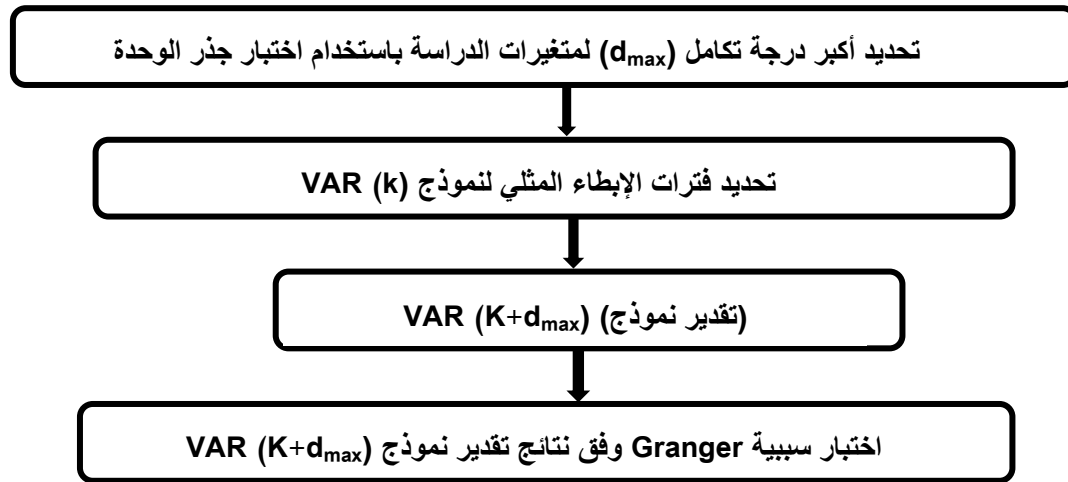 تحديد أكبر درجة تكامل (dmax) لمتغيرات الدراسة باستخدام اختبار جذر الوحدة
تحديد فترات الإبطاء المثلي لنموذج VAR (k)
(تقدير نموذج) VAR (K+dmax)
اختبار سببية Granger وفق نتائج تقدير نموذج VAR (K+dmax)